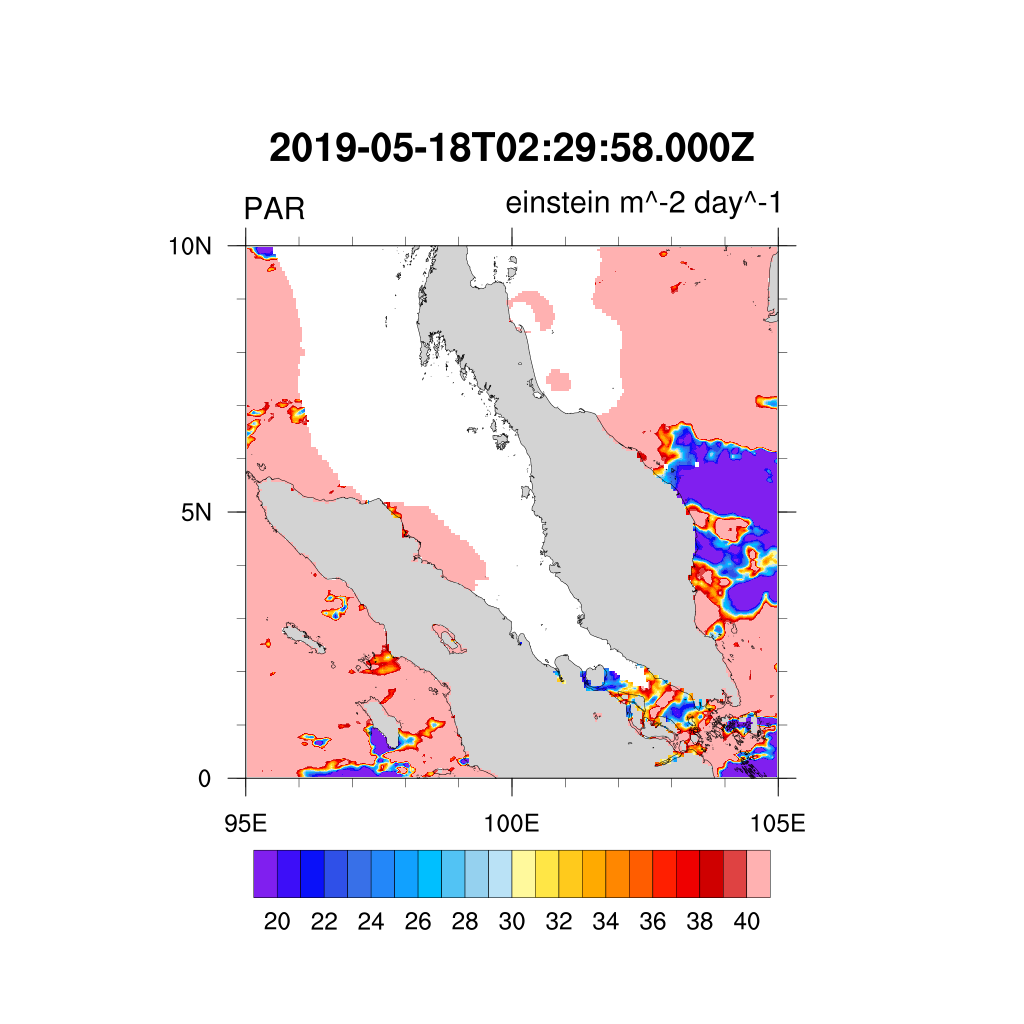 2019-05-18T02:29:58.000Z
PAR einstein m^-2 day^-1
10N
5N
0
95E 100E 105E
20 22 24 26 28 30 32 34 36 38 40